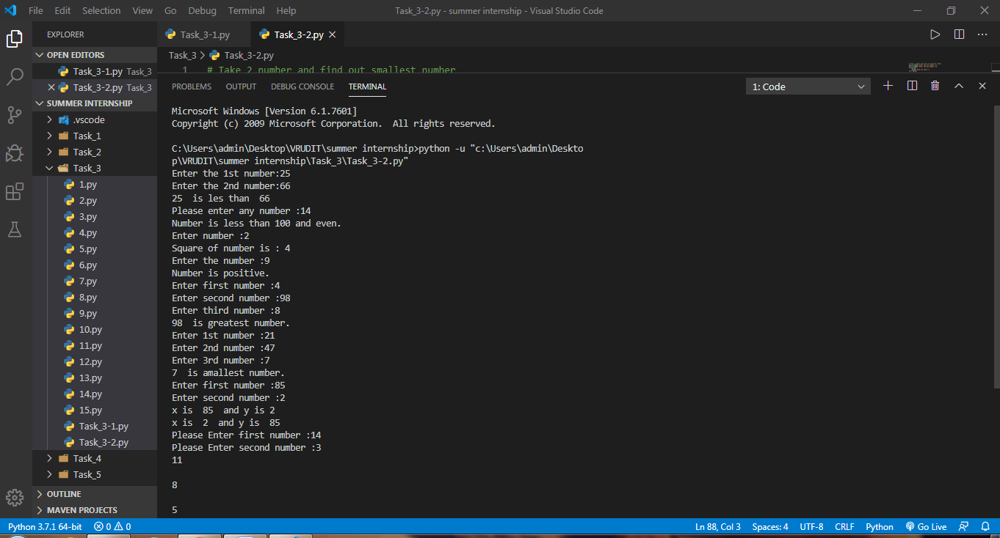 File Edit Selection View Go Debug Terminal Help Task_3-2.py - summer internship - Visual Studio Code
EXPLORER
OPEN EDITORS
Task_3-1.py Task_3
Task_3-2.py Task_3
SUMMER INTERNSHIP
.vscode
Task_1
Task_2
Task_3
1.py
2.py
3.py
4.py
5.py
6.py
7.py
8.py
9.py
10.py
11.py
12.py
13.py
14.py
15.py
Task_3-1.py
Task_3-2.py
Task_4
Task_5
OUTLINE
MAVEN PROJECTS
Task_3-1.py Task_3-2.py
Task_3 > Task_3-2.py
1 # Take 2 number and find out smallest number
PROBLEMS OUTPUT DEBUG CONSOLE TERMINAL 1: Code
Microsoft Windows [Version 6.1.7601]
Copyright (c) 2009 Microsoft Corporation.  All rights reserved.
C:\Users\admin\Desktop\VRUDIT\summer internship>python -u "c:\Users\admin\Deskto
p\VRUDIT\summer internship\Task_3\Task_3-2.py"
Enter the 1st number:25
Enter the 2nd number:66
25  is les than  66
Please enter any number :14
Number is less than 100 and even.
Enter number :2
Square of number is : 4
Enter the number :9
Number is positive.
Enter first number :4
Enter second number :98
Enter third number :8
98  is greatest number.
Enter 1st number :21
Enter 2nd number :47
Enter 3rd number :7
7  is amallest number.
Enter first number :85
Enter second number :2
x is  85  and y is 2
x is  2  and y is  85
Please Enter first number :14
Please Enter second number :3
11
8
5
Python 3.7.1 64-bit 0 0 Ln 88, Col 3 Spaces: 4 UTF-8 CRLF Python Go Live